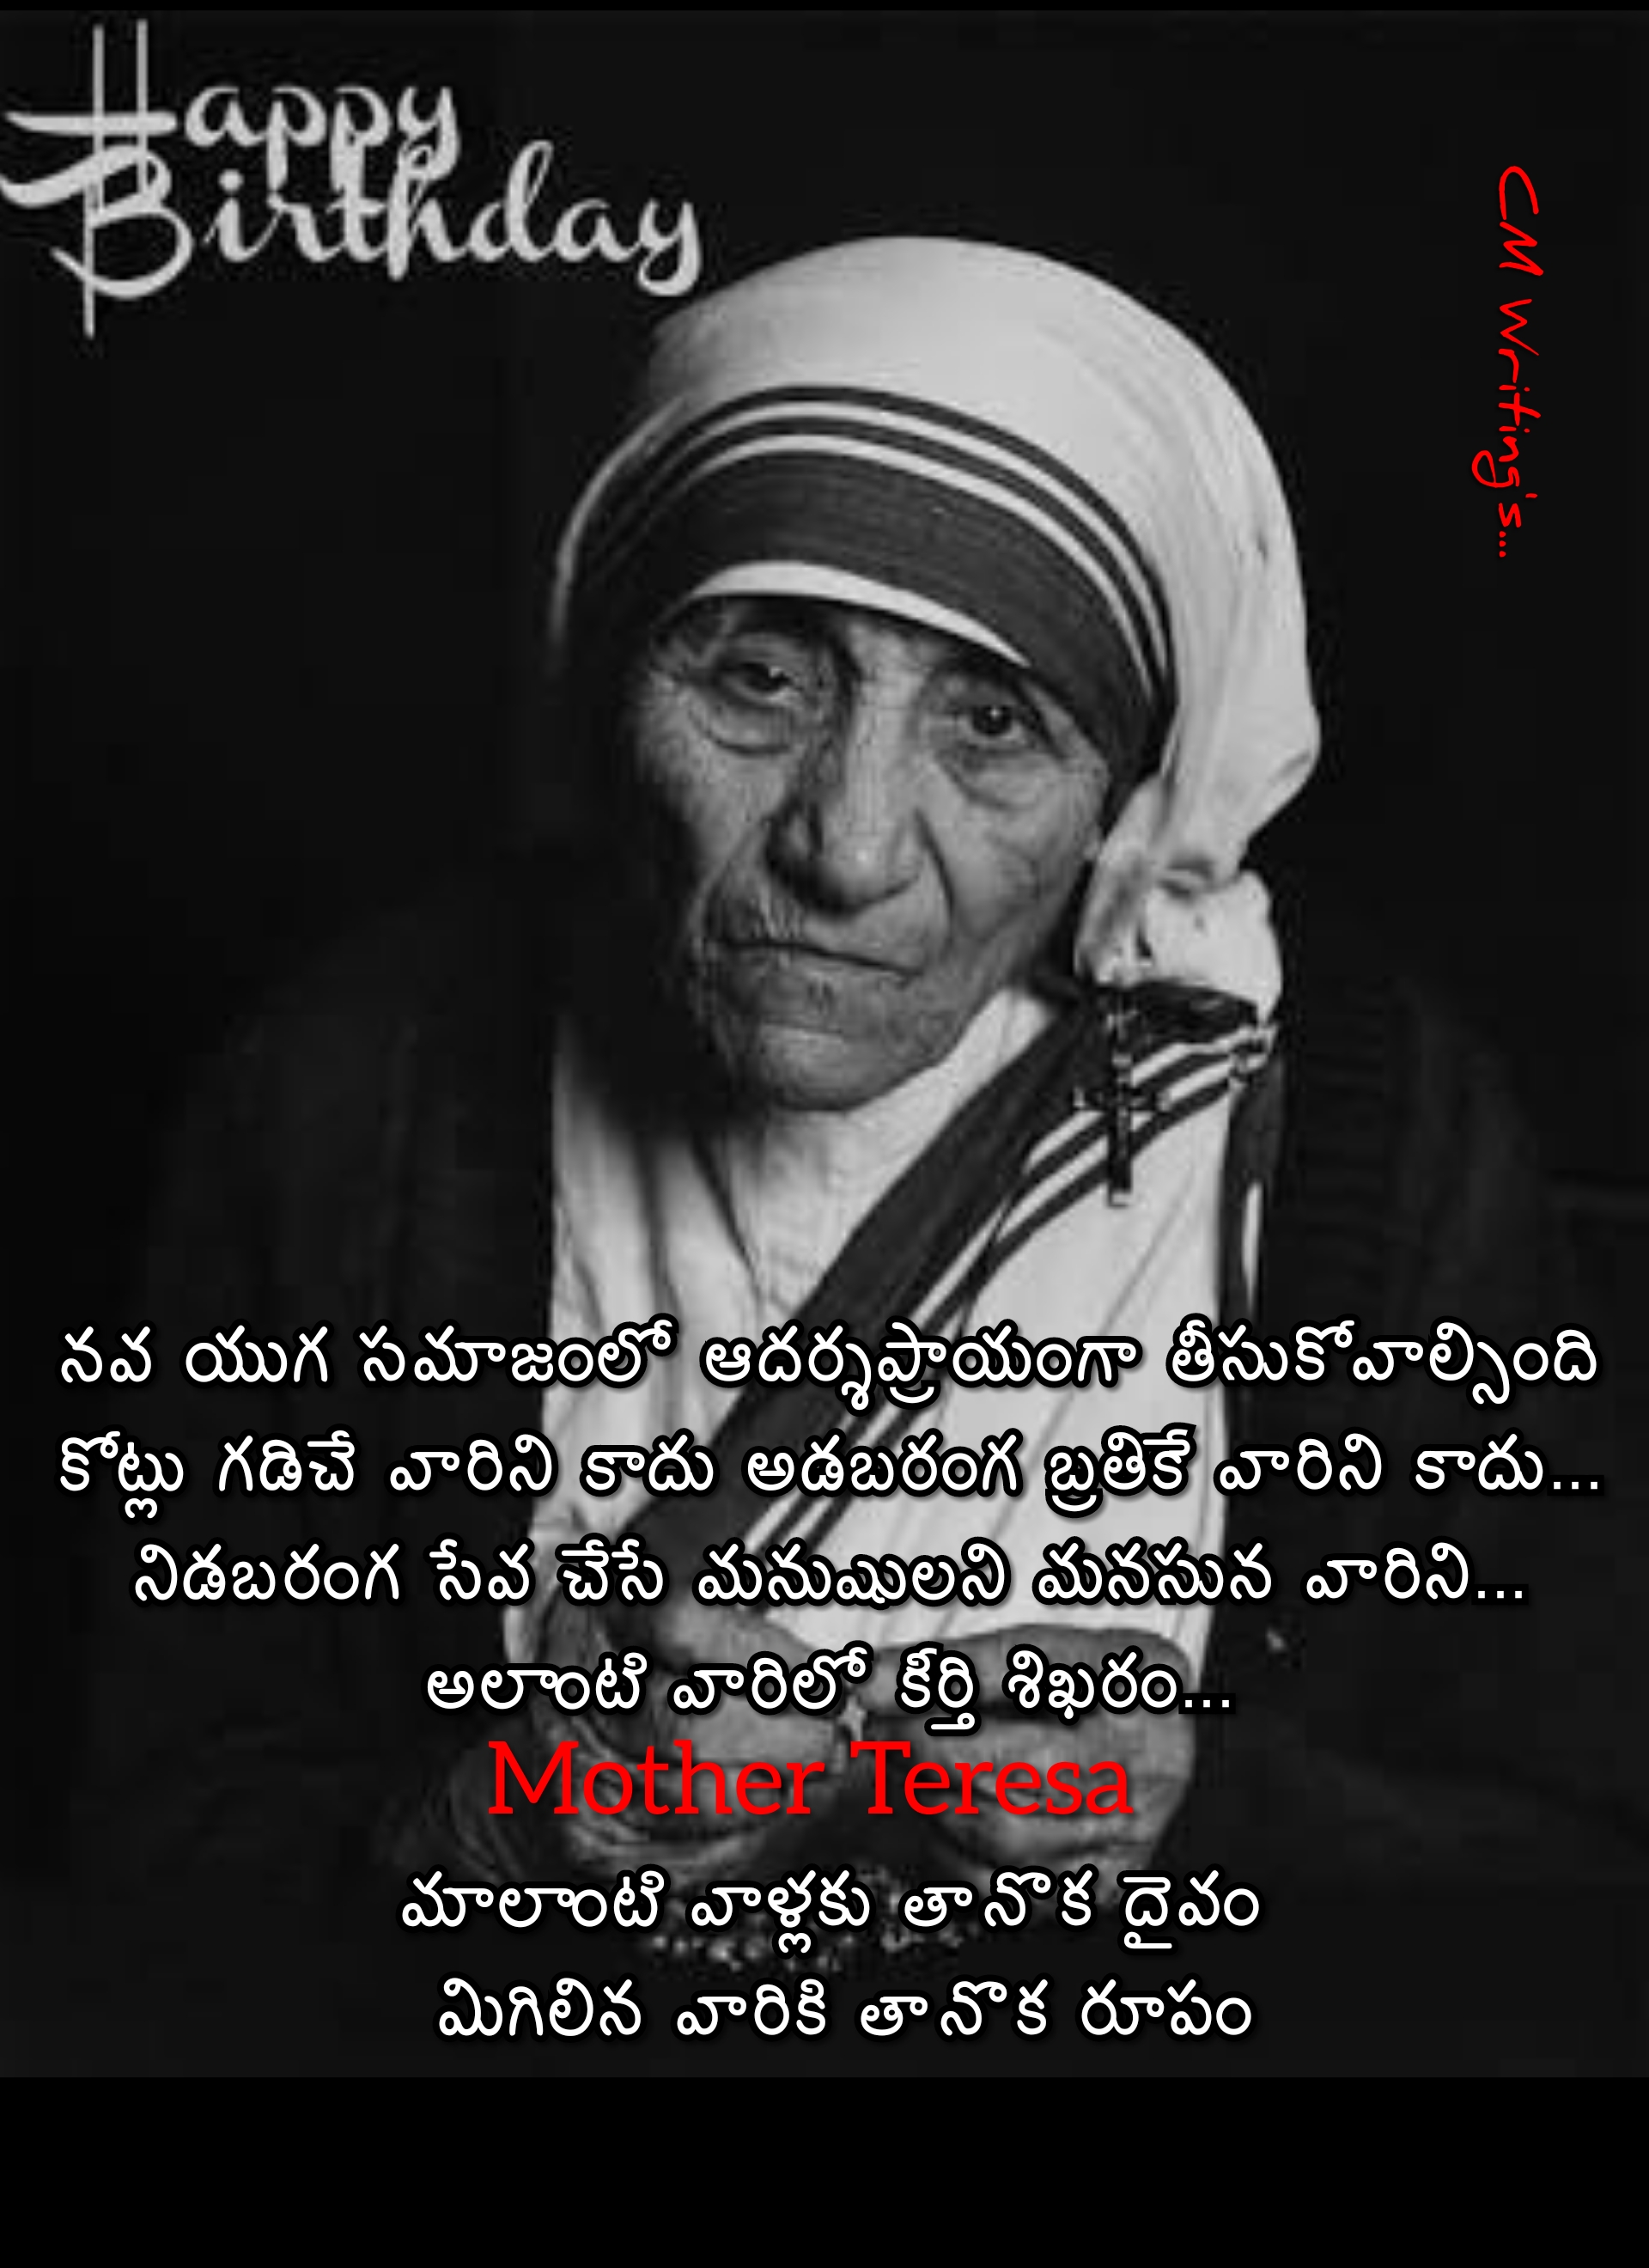 Happy
Birthday
CM Writing's...
నవ యుగ సమాజంలో ఆదర్శప్రాయంగా తీసుకోవాల్సింది
కోట్లు గడిచే వారిని కాదు అడబరంగ బ్రతికే వారిని కాదు...
నిడబరంగ సేవ చేసే మనుషులని మనసున వారిని...
అలాంటి వారిలో కీర్తి శిఖరం...
Mother Teresa
మాలాంటి వాళ్లకు తానొక దైవం
మిగిలిన వారికి తానొక రూపం